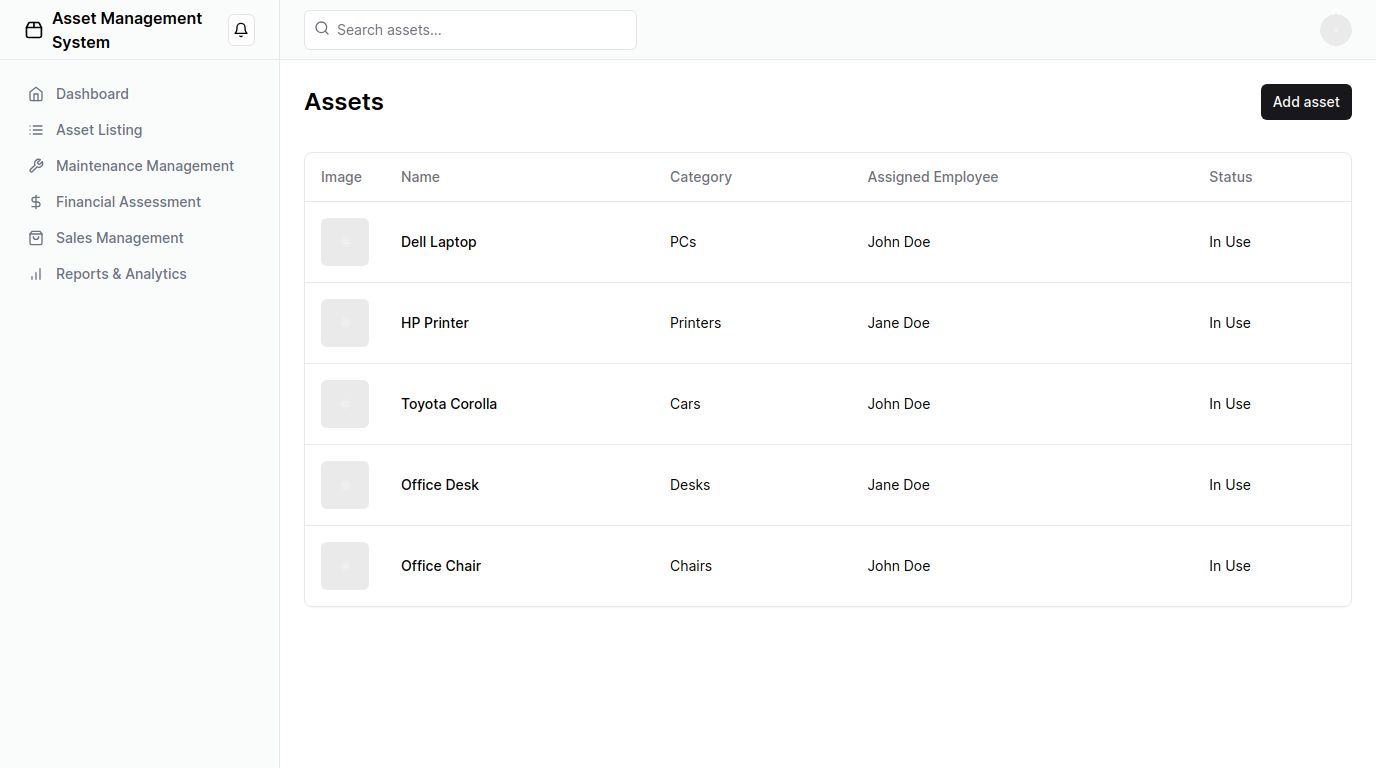 Asset Management
System
Search assets...
Dashboard
Asset Listing
Maintenance Management
Financial Assessment
Sales Management
Reports & Analytics
Assets
Add asset
Image Name Category Assigned Employee Status
Dell Laptop PCs John Doe In Use
HP Printer Printers Jane Doe In Use
Toyota Corolla Cars John Doe In Use
Office Desk Desks Jane Doe In Use
Office Chair Chairs John Doe In Use